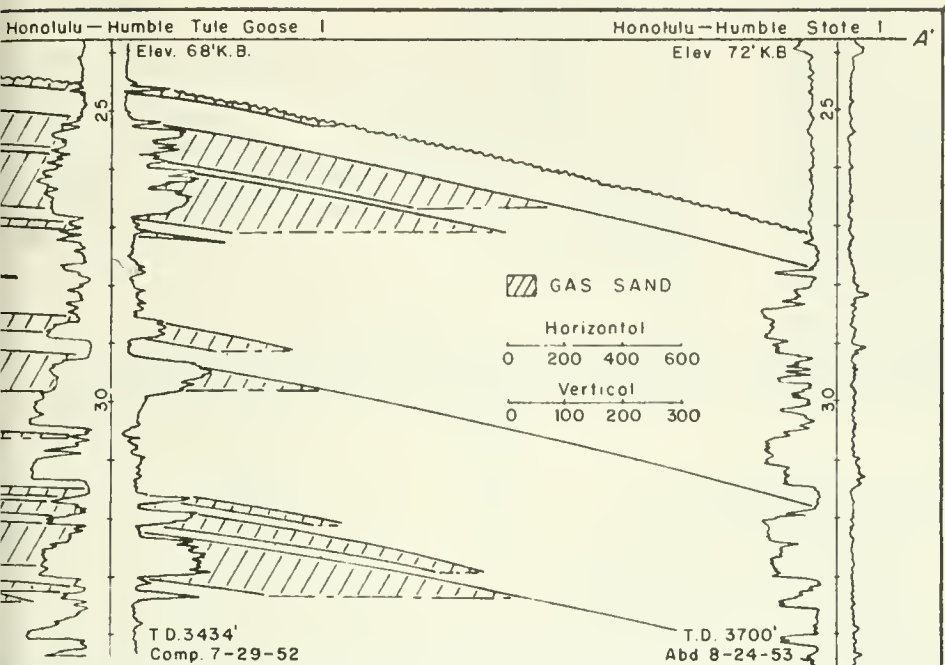 Honolulu—Humble Tule Goose 1
Honolulu—Humble State 1
A'
Elev. 68'K.B.
Elev 72' K.B
2.5
2.5
GAS SAND
Horizontal
0 200 400 600
Vertical
0 100 200 300
3.0
3.0
T.D. 3434'
Comp. 7-29-52
T.D. 3700'
Abd 8-24-53